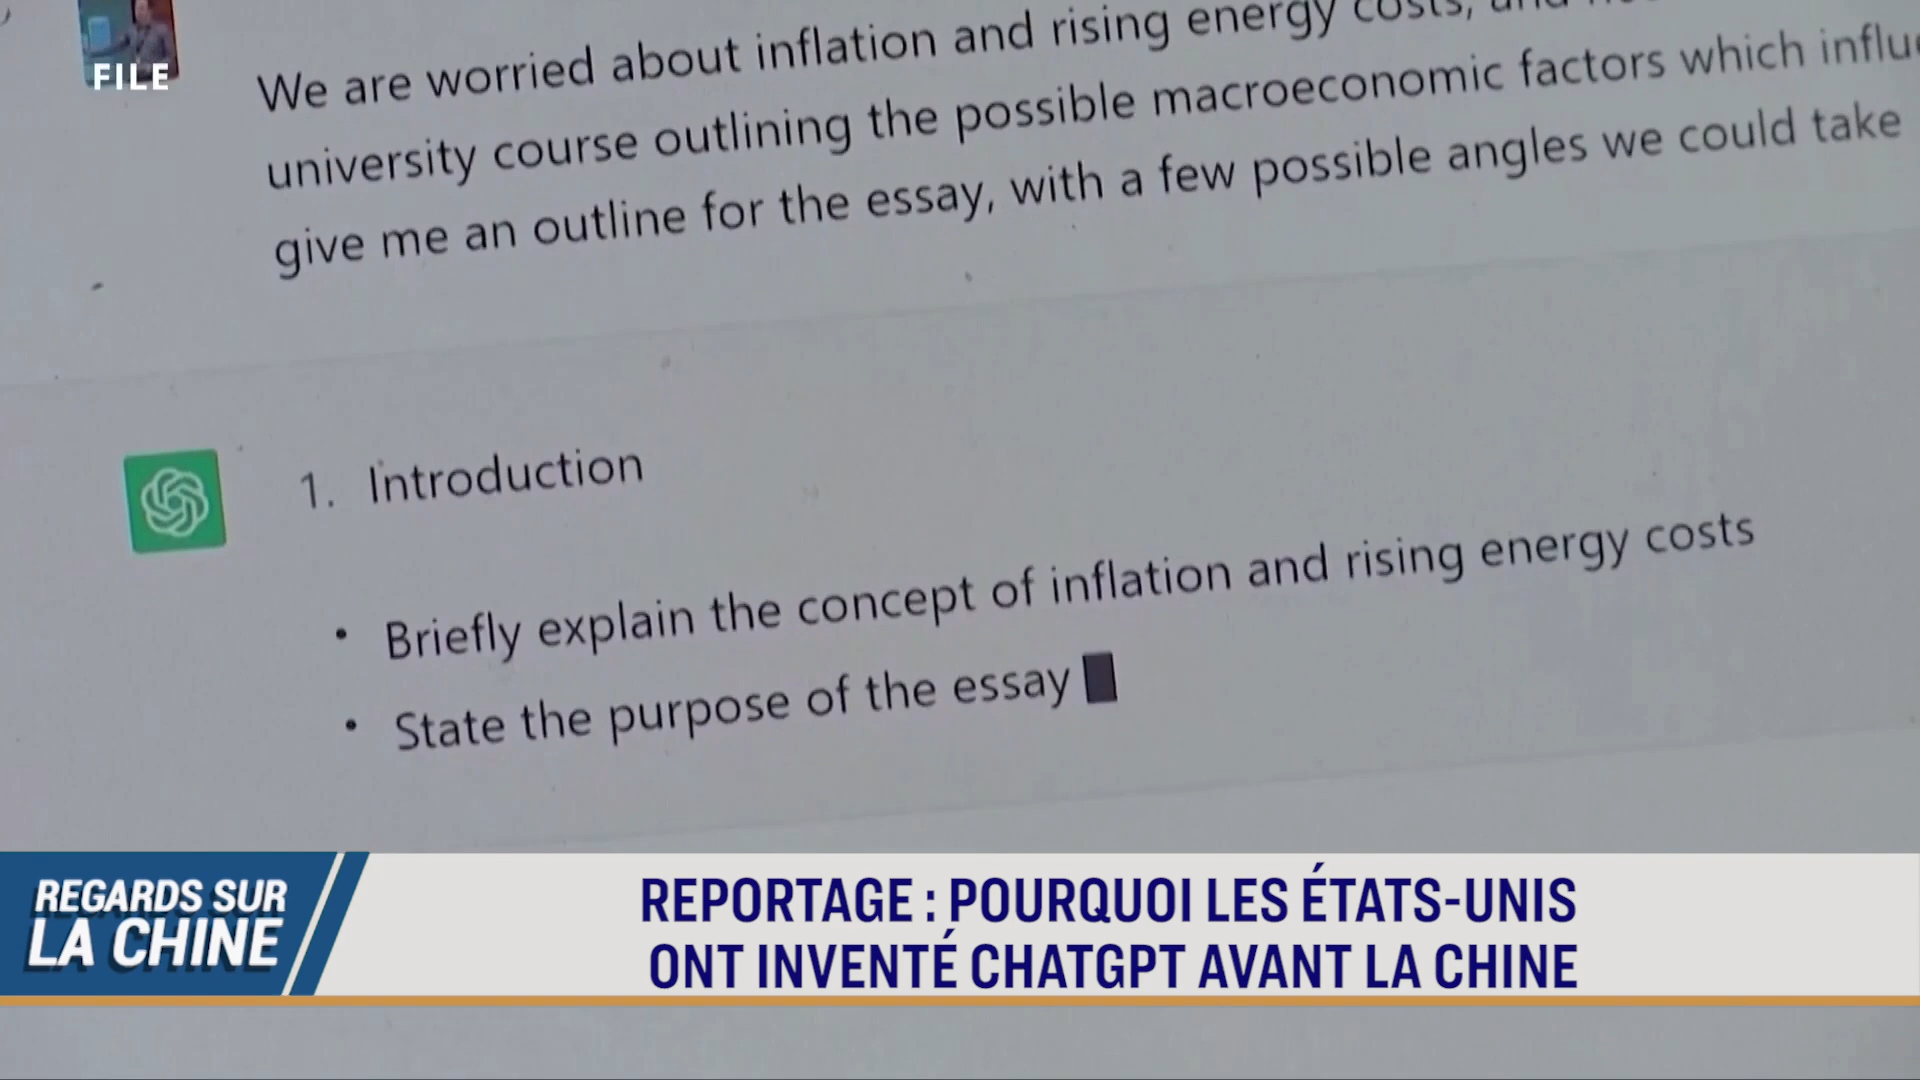 FILE
We are worried about inflation and rising energy costs, and
university course outlining the possible macroeconomic factors which
give me an outline for the essay, with a few possible angles we could take
1. Introduction
• Briefly explain the concept of inflation and rising energy costs
• State the purpose of the essay
REGARDS SUR
LA CHINE
REPORTAGE : POURQUOI LES ÉTATS-UNIS
ONT INVENTÉ CHATGPT AVANT LA CHINE